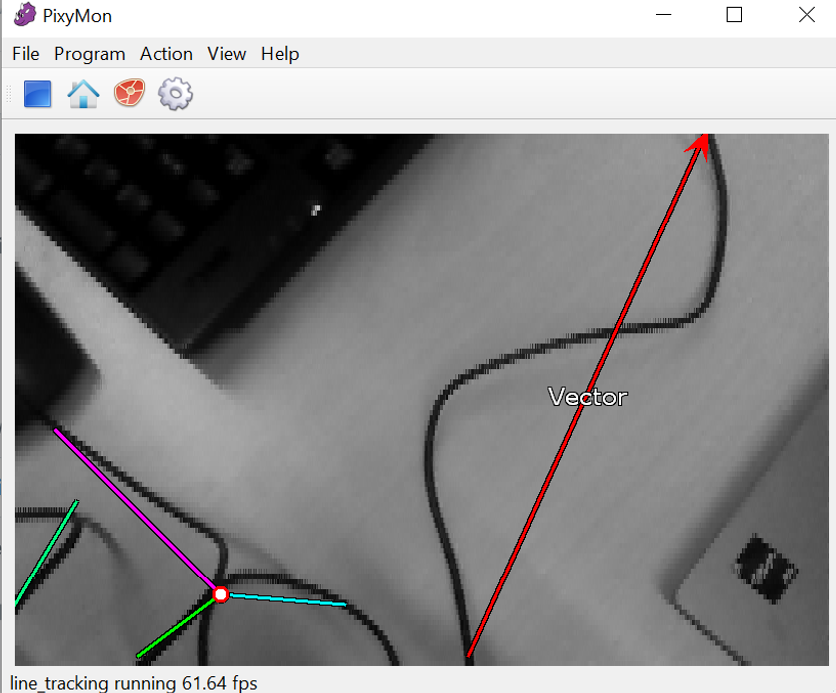 PixyMon
File Program Action View Help
Vector
line_tracking running 61.64 fps